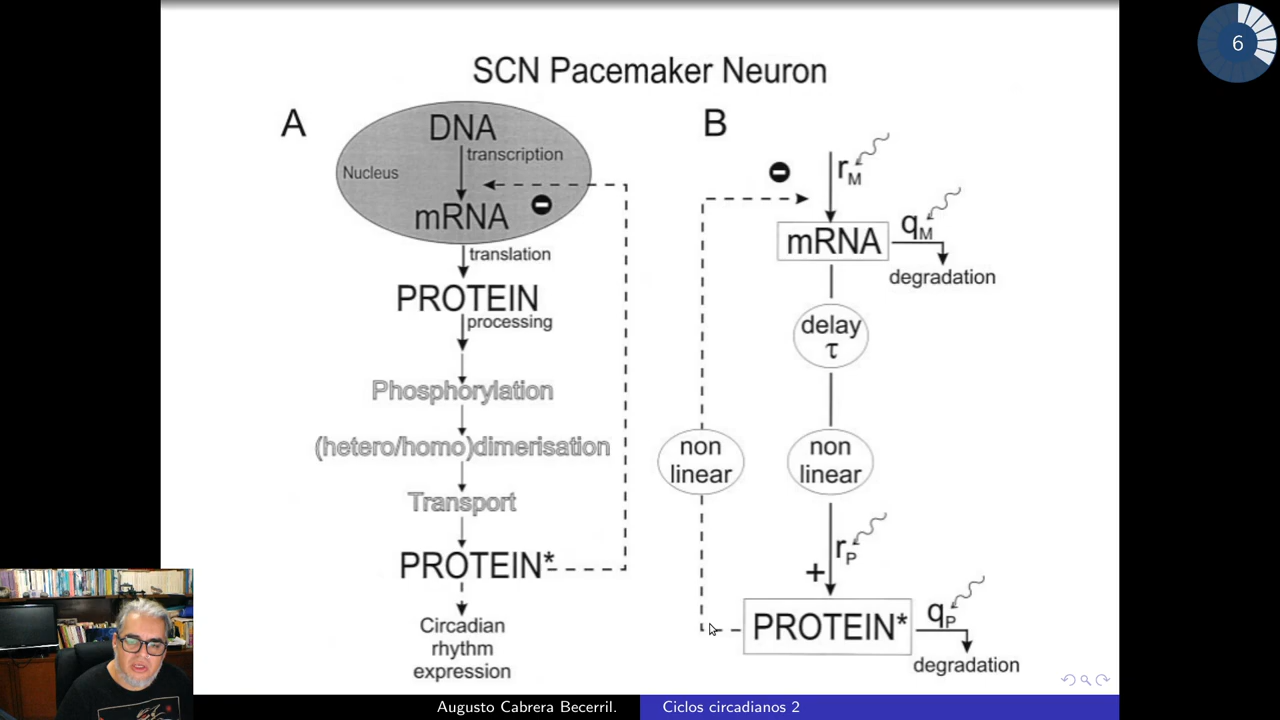 6
SCN Pacemaker Neuron
A
DNA
transcription
Nucleus
mRNA
translation
PROTEIN
processing
Phosphorylation
(hetero/homo)dimerisation
Transport
PROTEIN*
Circadian
rhythm
expression
B
rM
mRNA
qM
degradation
delay
τ
non
linear
non
linear
rP
+
PROTEIN*
qP
degradation
Augusto Cabrera Becerril.
Ciclos circadianos 2